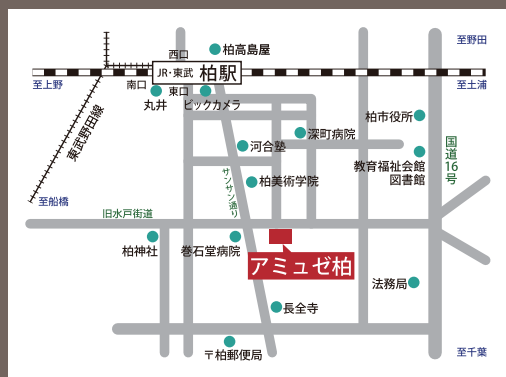 至野田
西口
柏高島屋
JR・東武 柏駅
至上野
南口
東口
至土浦
丸井
ビックカメラ
柏市役所
東武野田線
深町病院
河合塾
国道16号
教育福祉会館
図書館
サンサン通り
柏美術学院
至船橋
旧水戸街道
柏神社
巻石堂病院
アミュゼ柏
法務局
長全寺
〒柏郵便局
至千葉